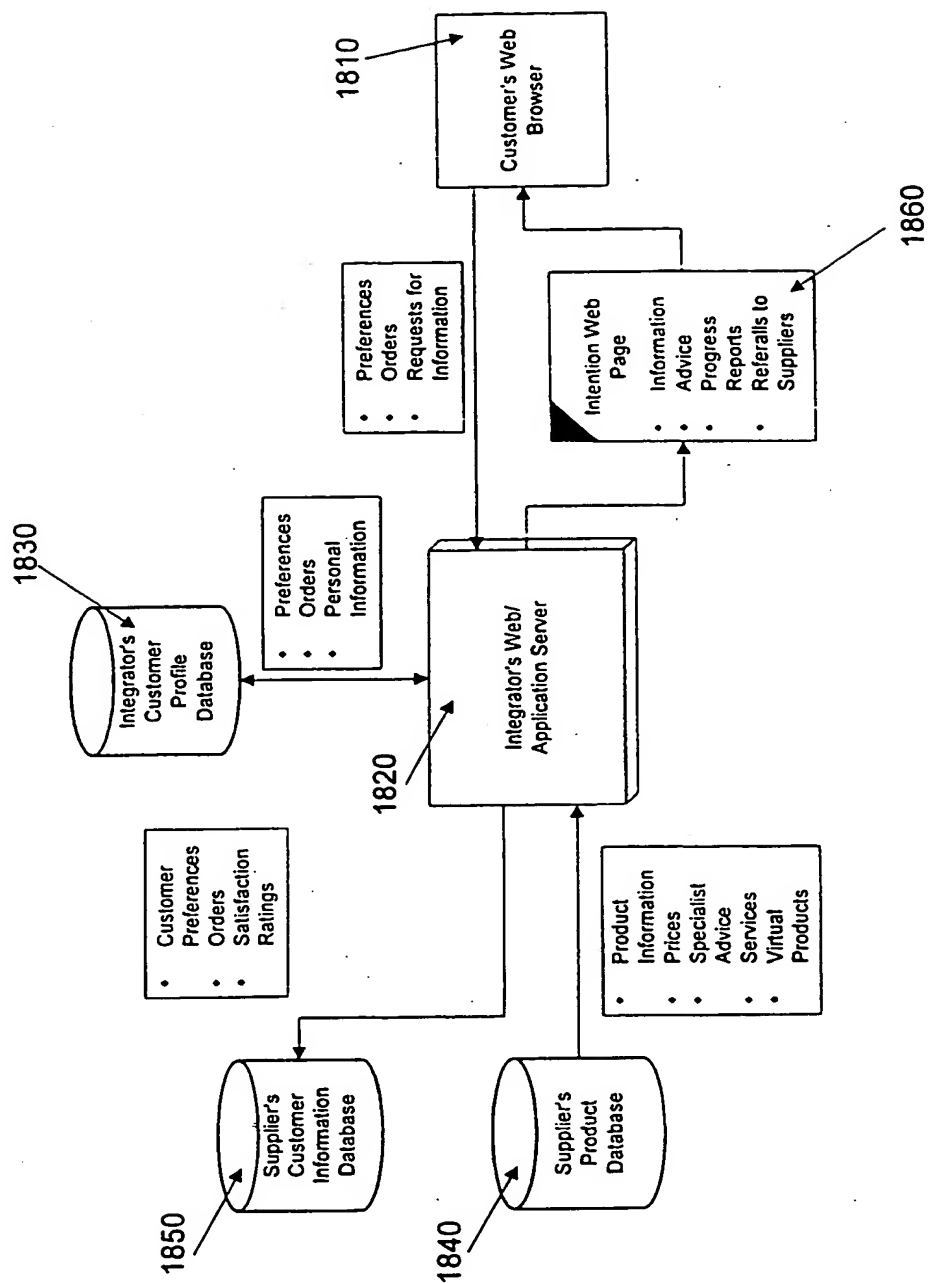 1830
Integrator's
Customer
Profile
Database
• Preferences
• Orders
• Personal
Information
• Customer
Preferences
• Orders
• Satisfaction
Ratings
1850
Supplier's
Customer
Information
Database
1840
Supplier's
Product
Database
• Product
Information
• Prices
• Specialist
Advice
• Services
• Virtual
Products
1820
Integrator's Web/
Application Server
• Preferences
• Orders
• Requests for
Information
1810
Customer's Web
Browser
Intention Web
Page
• Information
• Advice
• Progress
Reports
• Referalls to
Suppliers
1860